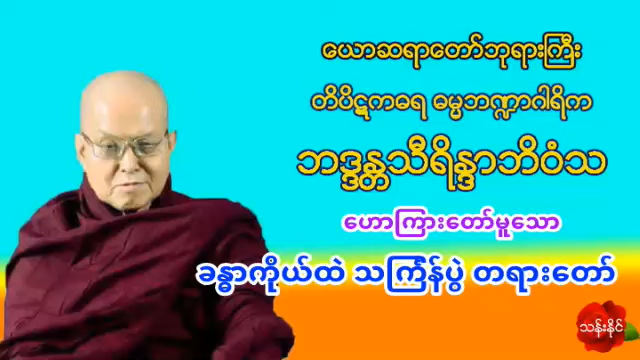 ယောဆရာတော်ဘုရားကြီး
တိပိဋကဓရ ဓမ္မဘဏ္ဍာဂါရိက
ဘဒ္ဒန္တသီရိန္ဒာဘိဝံသ
ဟောကြားတော်မူသော
ခန္ဓာကိုယ်ထဲ သင်္ကြန်ပွဲ တရားတော်
သန်းနိုင်